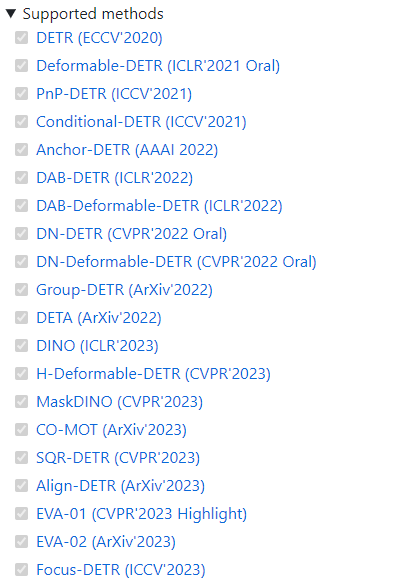 Supported methods
DETR (ECCV'2020)
Deformable-DETR (ICLR'2021 Oral)
PnP-DETR (ICCV'2021)
Conditional-DETR (ICCV'2021)
Anchor-DETR (AAAI 2022)
DAB-DETR (ICLR'2022)
DAB-Deformable-DETR (ICLR'2022)
DN-DETR (CVPR'2022 Oral)
DN-Deformable-DETR (CVPR'2022 Oral)
Group-DETR (ArXiv'2022)
DETA (ArXiv'2022)
DINO (ICLR'2023)
H-Deformable-DETR (CVPR'2023)
MaskDINO (CVPR'2023)
CO-MOT (ArXiv'2023)
SQR-DETR (CVPR'2023)
Align-DETR (ArXiv'2023)
EVA-01 (CVPR'2023 Highlight)
EVA-02 (ArXiv'2023)
Focus-DETR (ICCV'2023)